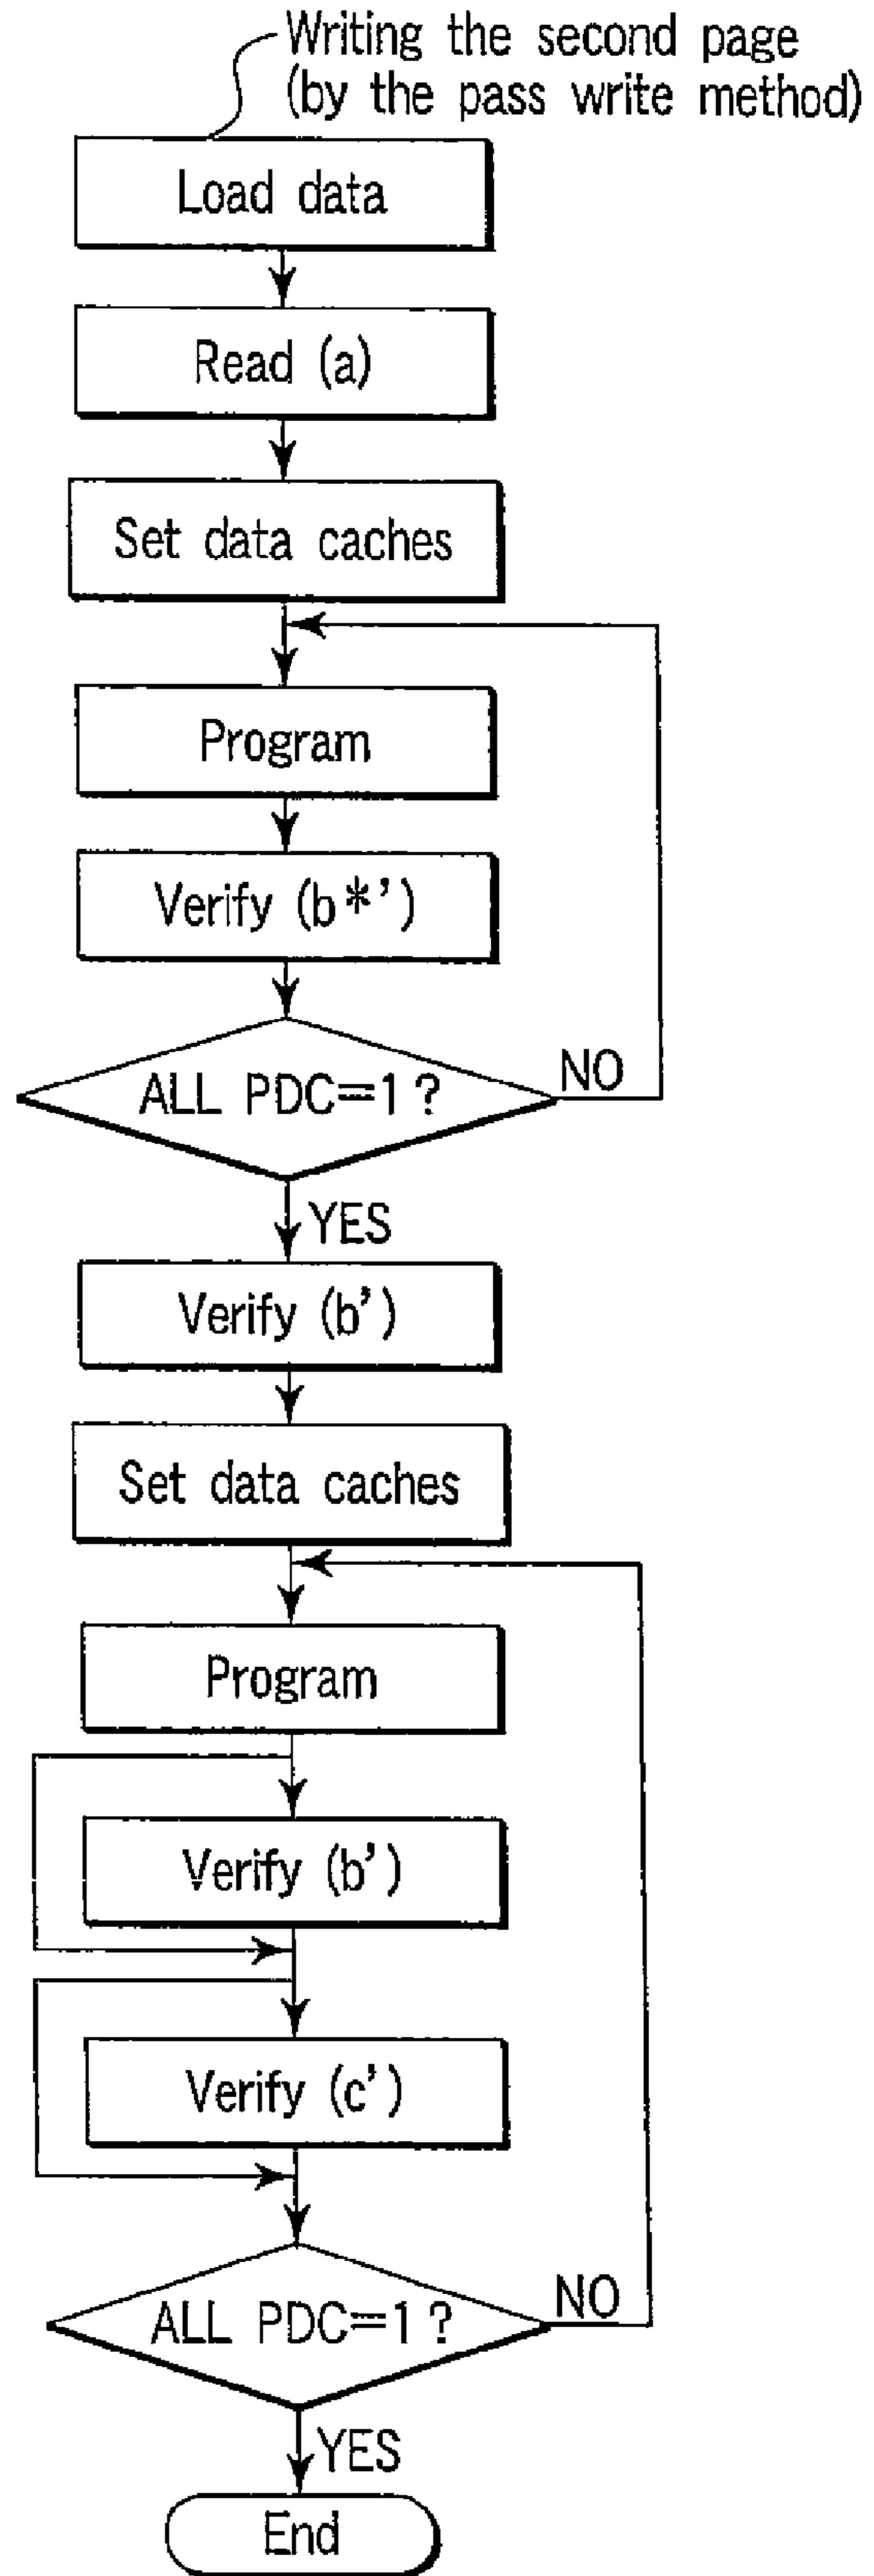 Writing the second page
(by the pass write method)
Load data
Read (a)
Set data caches
Program
Verify (b*’)
ALL PDC=1?
NO
YES
Verify (b’)
Set data caches
Program
Verify (b’)
Verify (c’)
ALL PDC=1?
NO
YES
End